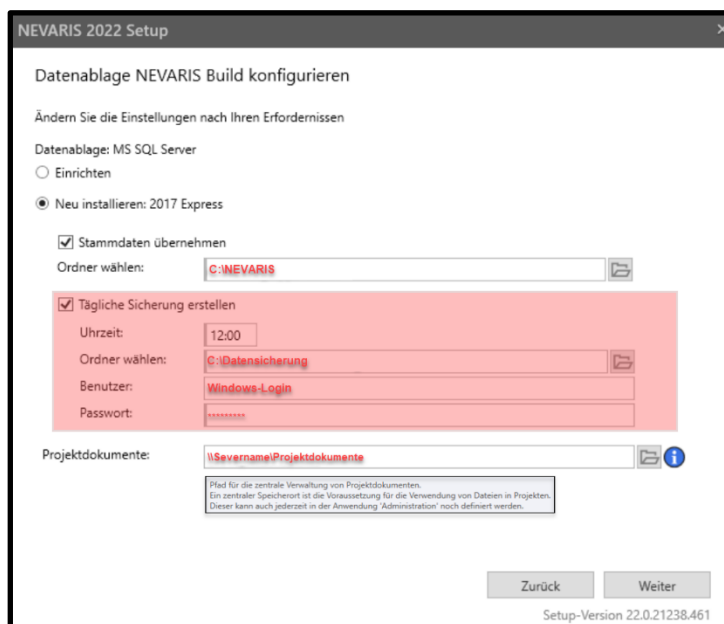 NEVARIS 2022 Setup
Datenablage NEVARIS Build konfigurieren
Ändern Sie die Einstellungen nach Ihren Erfordernissen
Datenablage: MS SQL Server
Einrichten
Neu installieren: 2017 Express
Stammdaten übernehmen
Ordner wählen: C:\NEVARIS
Tägliche Sicherung erstellen
Uhrzeit: 12:00
Ordner wählen: C:\Datensicherung
Benutzer: Windows-Login
Passwort: ---------
Projektdokumente: \\Severname\Projektdokumente
Pfad für die zentrale Verwaltung von Projektdokumenten.
Ein zentraler Speicherort ist die Voraussetzung für die Verwendung von Dateien in Projekten.
Dieser kann auch jederzeit in der Anwendung 'Administration' noch definiert werden.
Zurück Weiter
Setup-Version 22.0.21238.461